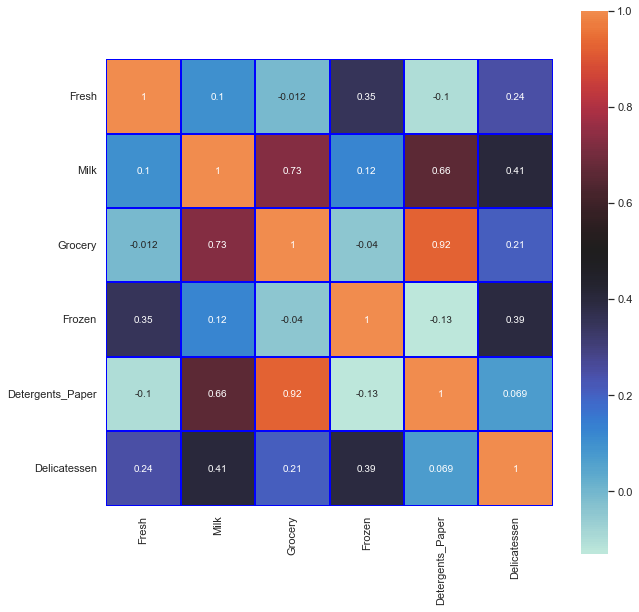 1.0
Fresh 1 0.1 -0.012 0.35 -0.1 0.24
0.8
Milk 0.1 1 0.73 0.12 0.66 0.41
0.6
Grocery -0.012 0.73 1 -0.04 0.92 0.21
0.4
Frozen 0.35 0.12 -0.04 1 -0.13 0.39
0.2
Detergents_Paper -0.1 0.66 0.92 -0.13 1 0.069
Delicatessen 0.24 0.41 0.21 0.39 0.069 1
0.0
Fresh
Milk
Grocery
Frozen
Detergents_Paper
Delicatessen